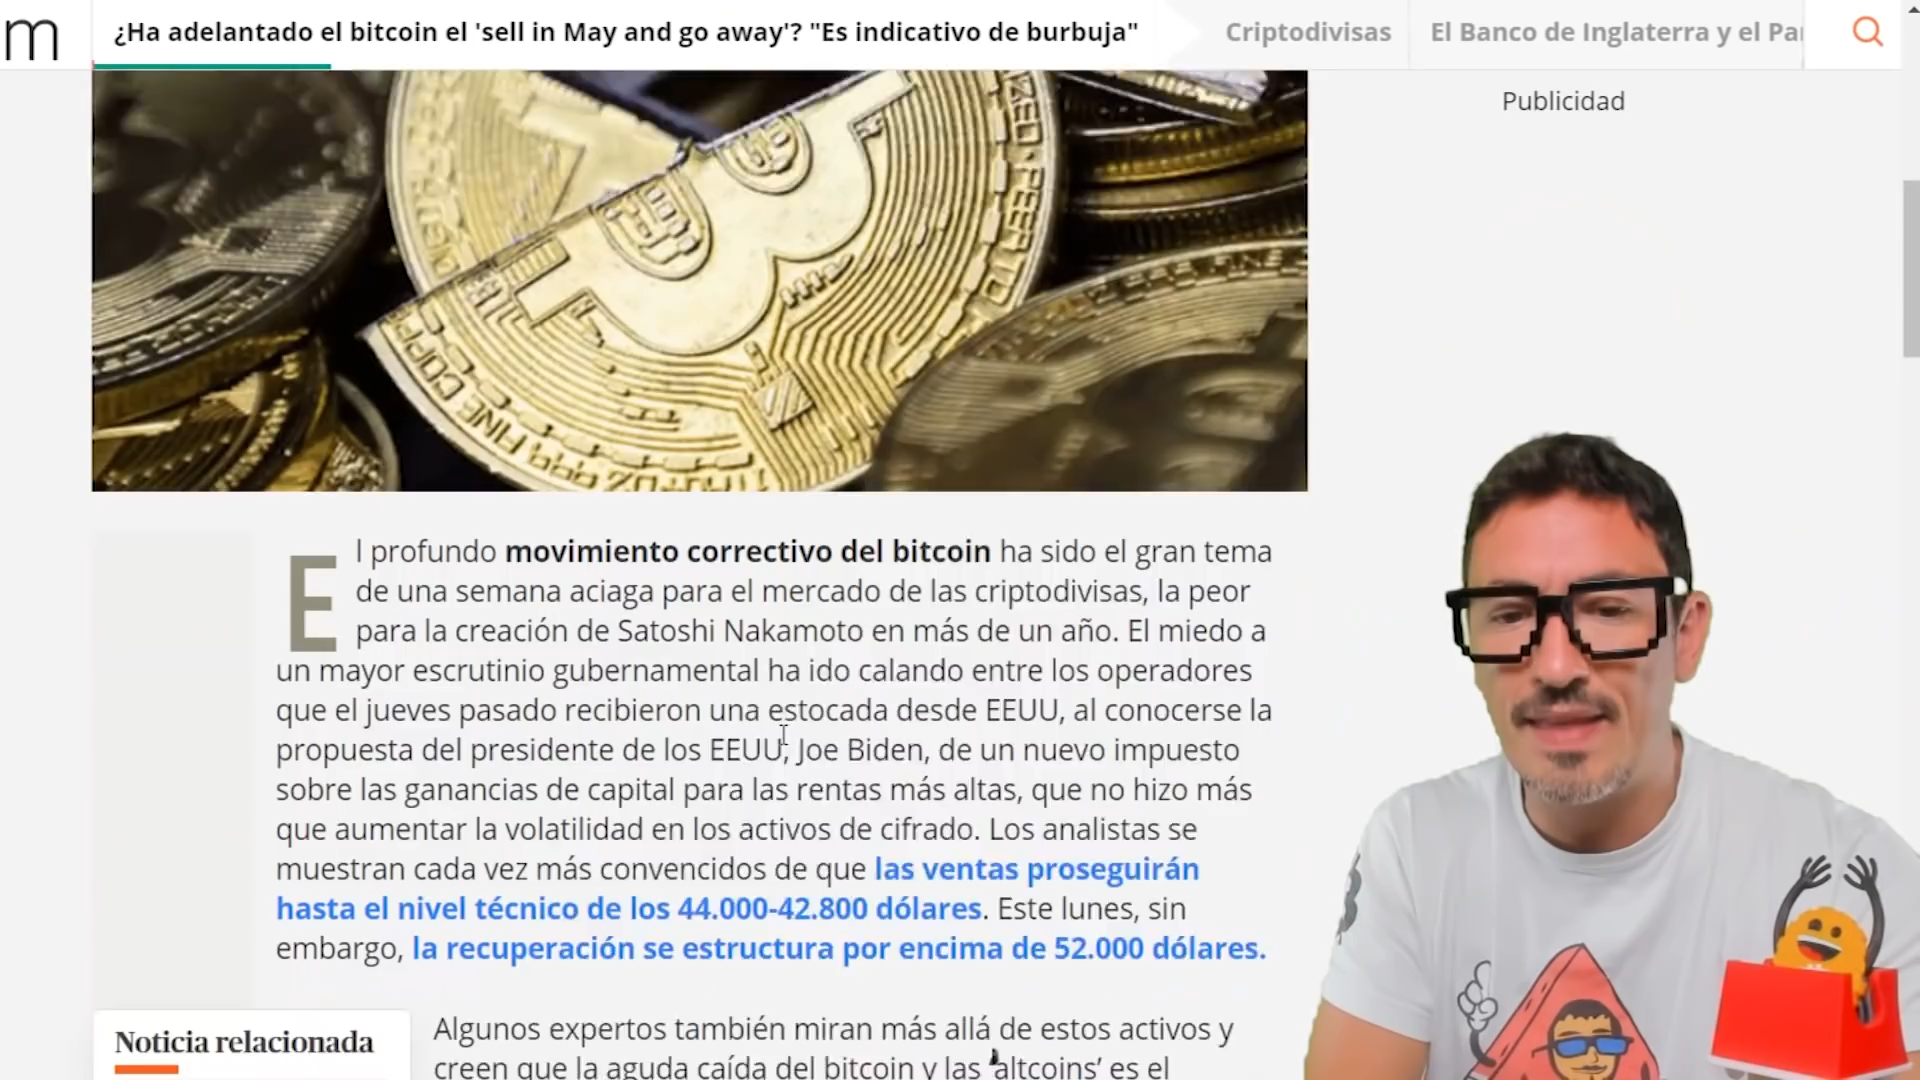 m
¿Ha adelantado el bitcoin el 'sell in May and go away'? "Es indicativo de burbuja"
Criptodivisas
El Banco de Inglaterra y el Par
Publicidad
El profundo movimiento correctivo del bitcoin ha sido el gran tema
de una semana aciaga para el mercado de las criptodivisas, la peor
para la creación de Satoshi Nakamoto en más de un año. El miedo a
un mayor escrutinio gubernamental ha ido calando entre los operadores
que el jueves pasado recibieron una estocada desde EEUU, al conocerse la
propuesta del presidente de los EEUU, Joe Biden, de un nuevo impuesto
sobre las ganancias de capital para las rentas más altas, que no hizo más
que aumentar la volatilidad en los activos de cifrado. Los analistas se
muestran cada vez más convencidos de que las ventas proseguirán
hasta el nivel técnico de los 44.000-42.800 dólares. Este lunes, sin
embargo, la recuperación se estructura por encima de 52.000 dólares.
Noticia relacionada
Algunos expertos también miran más allá de estos activos y
creen que la aguda caída del bitcoin y las 'altcoins' es el